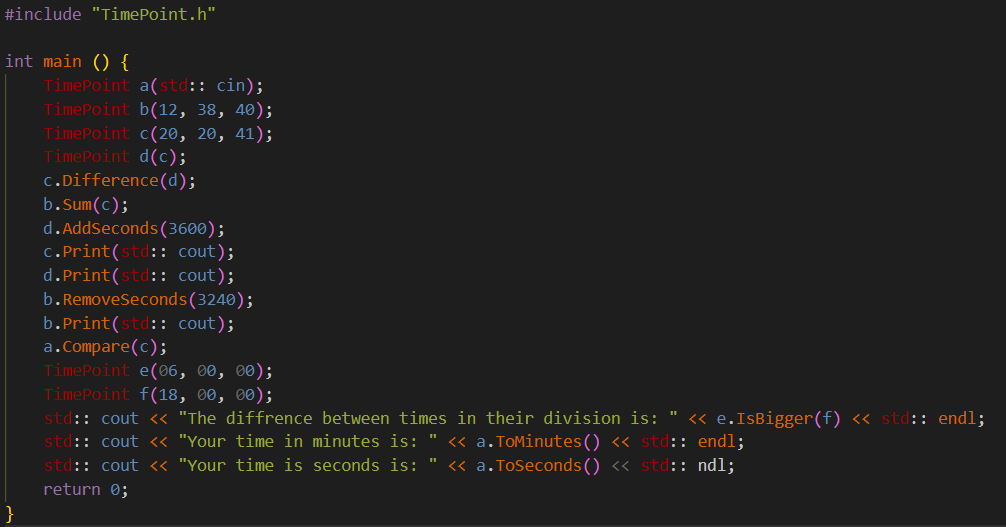 #include "TimePoint.h"
int main () {
TimePoint a(std:: cin);
TimePoint b(12, 38, 40);
TimePoint c(20, 20, 41);
TimePoint d(c);
c.Difference(d);
b.Sum(c);
d.AddSeconds(3600);
c.Print(std:: cout);
d.Print(std:: cout);
b.RemoveSeconds(3240);
b.Print(std:: cout);
a.Compare(c);
TimePoint e(06, 00, 00);
TimePoint f(18, 00, 00);
std:: cout << "The diffrence between times in their division is: " << e.IsBigger(f) << std:: endl;
std:: cout << "Your time in minutes is: " << a.ToMinutes() << std:: endl;
std:: cout << "Your time is seconds is: " << a.ToSeconds() << std:: ndl;
return 0;
}